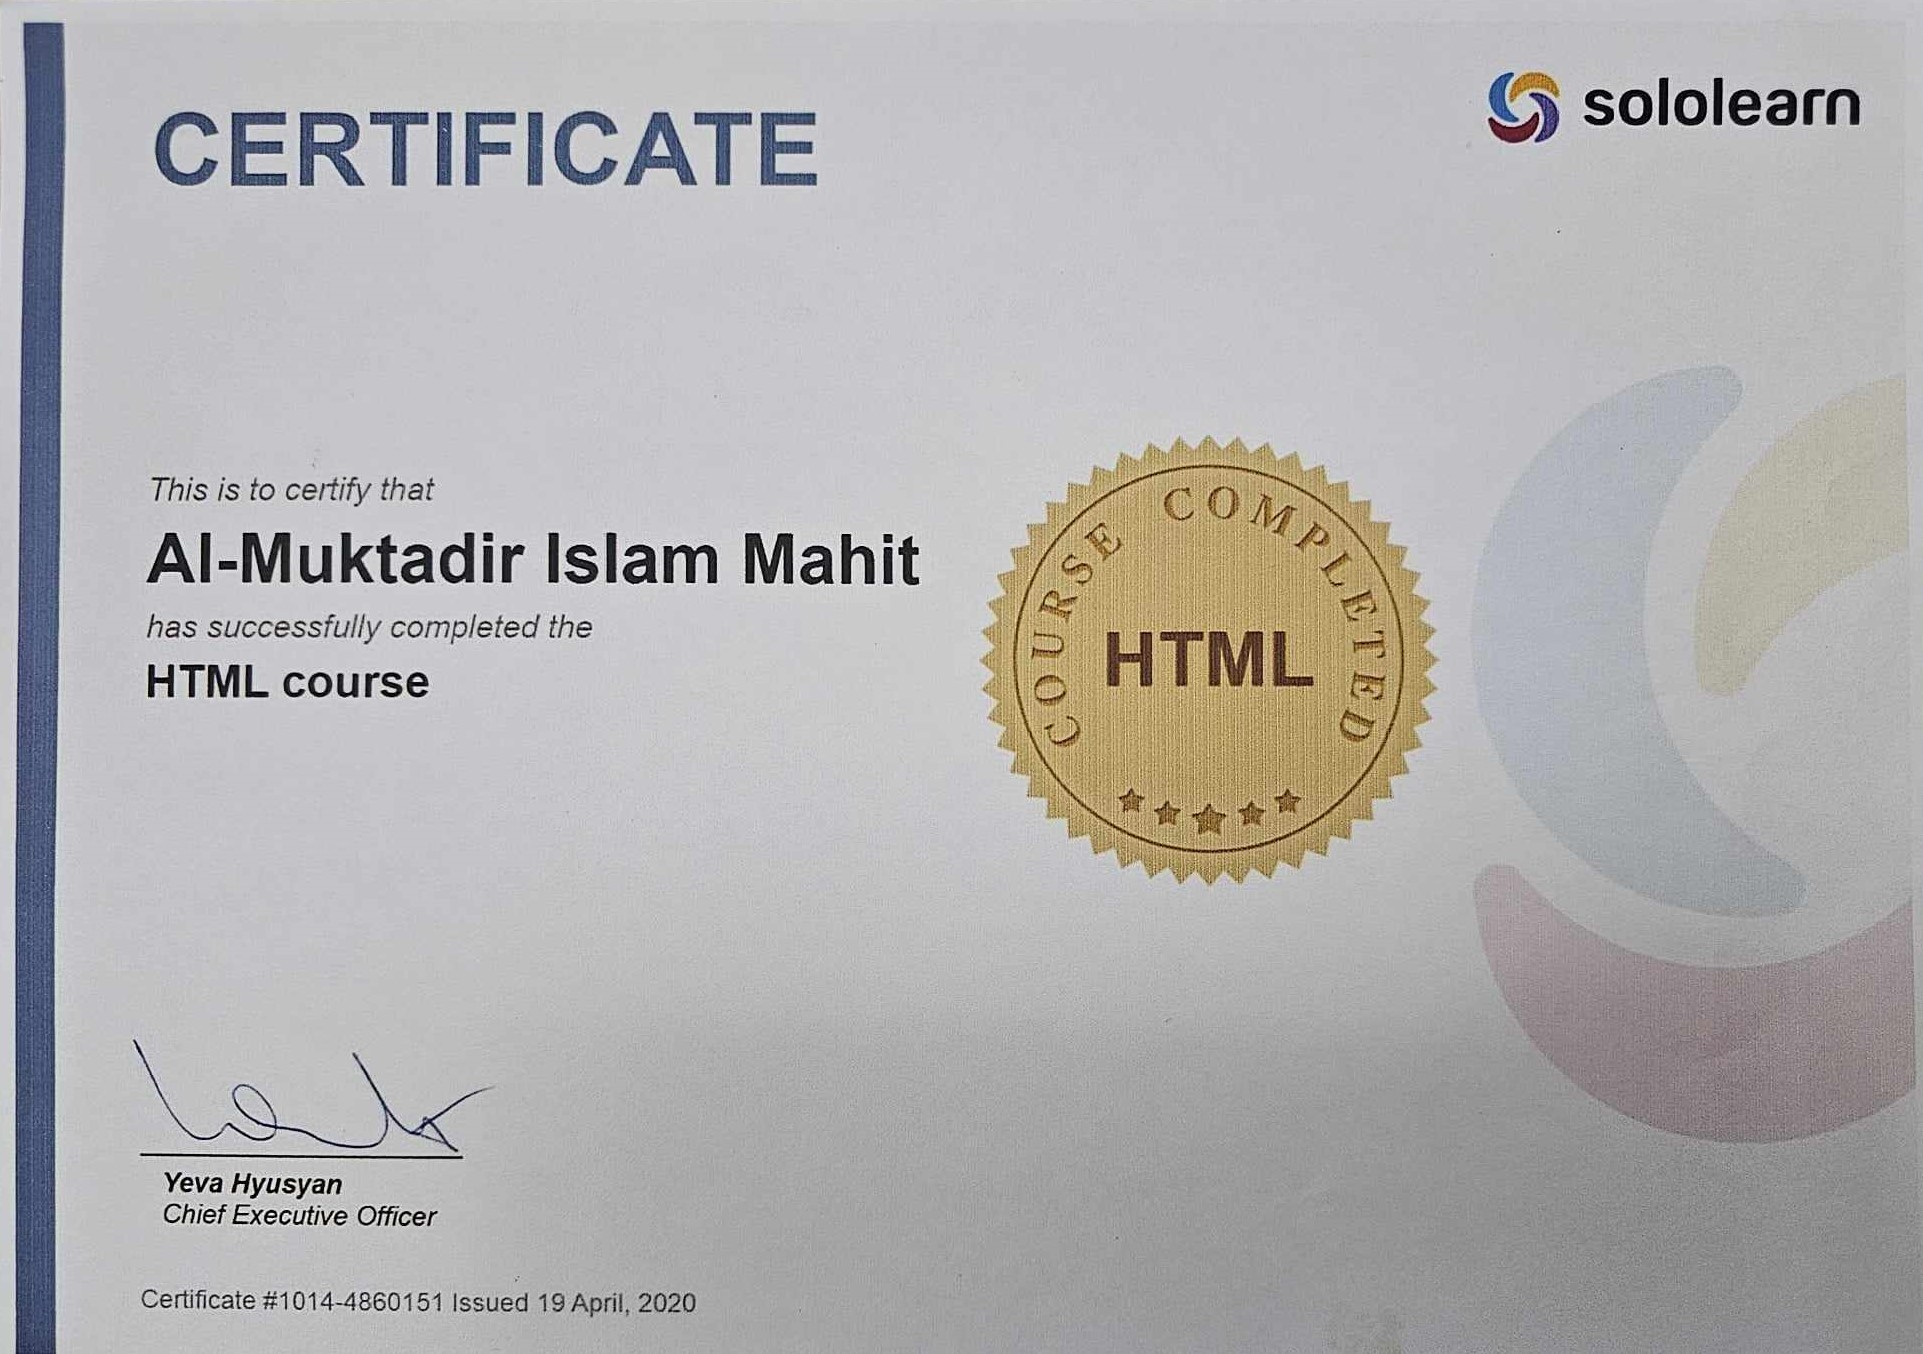 CERTIFICATE
sololearn
This is to certify that
Al-Muktadir Islam Mahit
has successfully completed the
HTML course
COURSE COMPLETED
HTML
Yeva Hyusyan
Chief Executive Officer
Certificate #1014-4860151 Issued 19 April, 2020